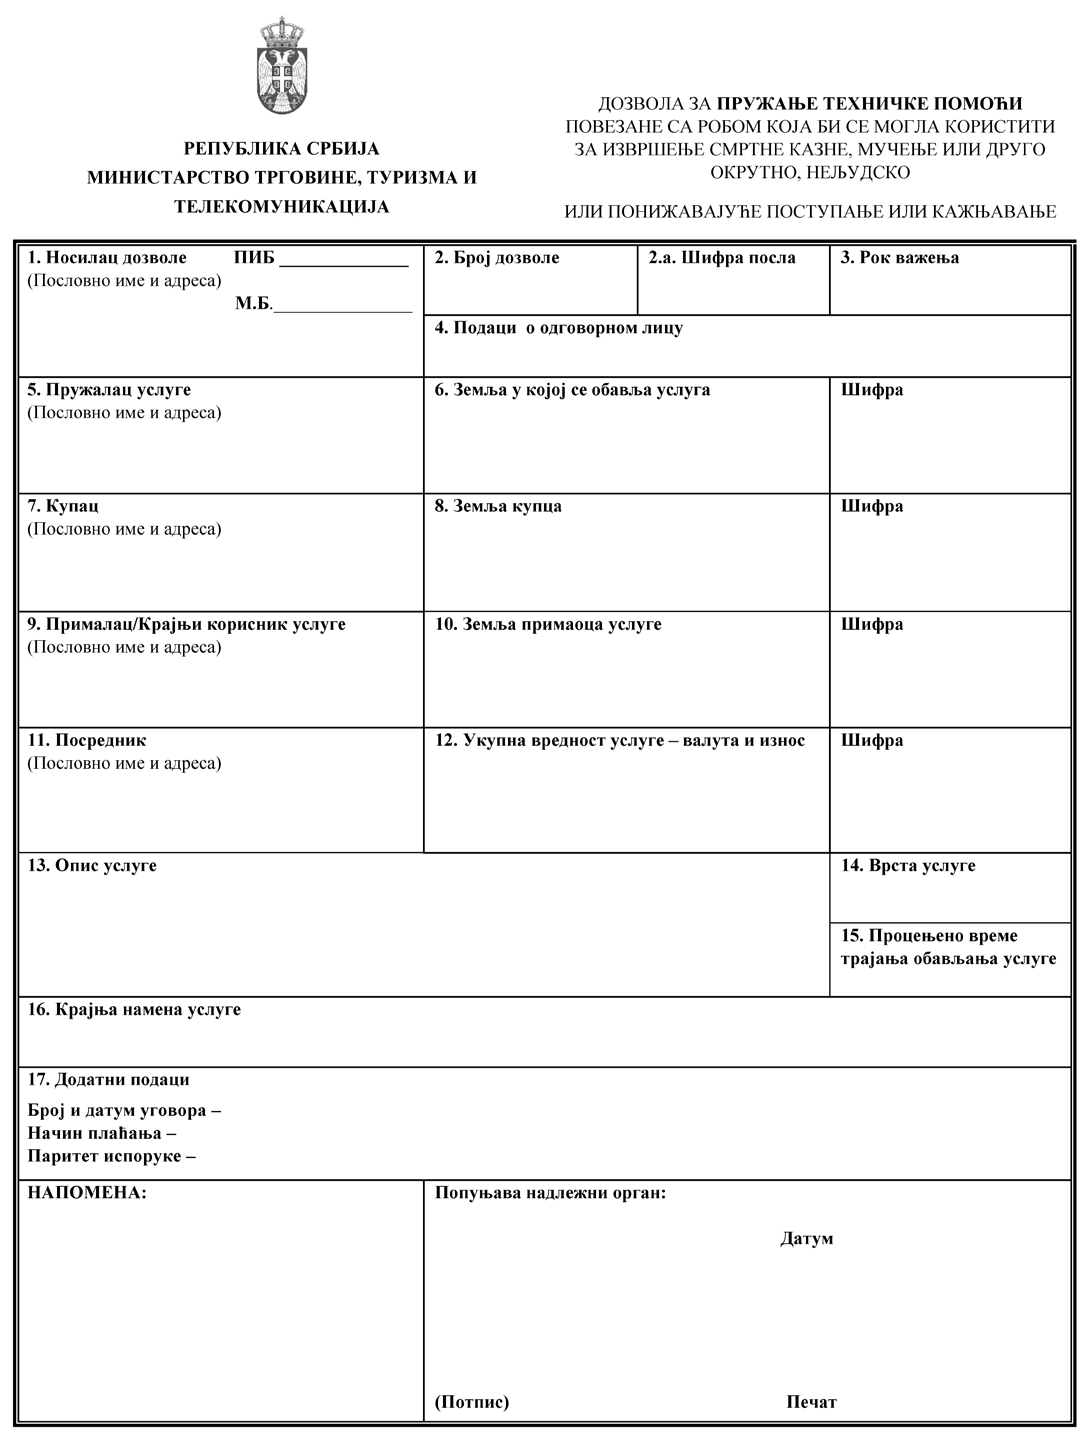 РЕПУБЛИКА СРБИЈА
МИНИСТАРСТВО ТРГОВИНЕ, ТУРИЗМА И
ТЕЛЕКОМУНИКАЦИЈА
ДОЗВОЛА ЗА ПРУЖАЊЕ ТЕХНИЧКЕ ПОМОЋИ
ПОВЕЗАНЕ СА РОБОМ КОЈА БИ СЕ МОГЛА КОРИСТИТИ
ЗА ИЗВРШЕЊЕ СМРТНЕ КАЗНЕ, МУЧЕЊЕ ИЛИ ДРУГО
ОКРУТНО, НЕЉУДСКО
ИЛИ ПОНИЖАВАЈУЋЕ ПОСТУПАЊЕ ИЛИ КАЖЊАВАЊЕ
1. Носилац дозволе ПИБ ______________
(Пословно име и адреса)
М.Б._______________
2. Број дозволе
2.а. Шифра посла
3. Рок важења
4. Подаци о одговорном лицу
5. Пружалац услуге
(Пословно име и адреса)
6. Земља у којој се обавља услуга
Шифра
7. Купац
(Пословно име и адреса)
8. Земља купца
Шифра
9. Прималац/Крајњи корисник услуге
(Пословно име и адреса)
10. Земља примаоца услуге
Шифра
11. Посредник
(Пословно име и адреса)
12. Укупна вредност услуге – валута и износ
Шифра
13. Опис услуге
14. Врста услуге
15. Процењено време
трајања обављања услуге
16. Крајња намена услуге
17. Додатни подаци
Број и датум уговора –
Начин плаћања –
Паритет испоруке –
НАПОМЕНА:
Попуњава надлежни орган:
Датум
(Потпис) Печат